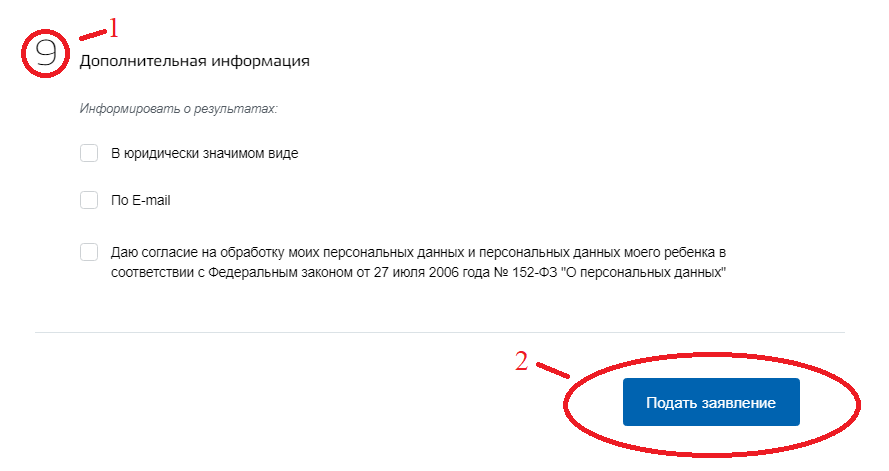 1
9
Дополнительная информация
Информировать о результатах:
В юридически значимом виде
По E-mail
Даю согласие на обработку моих персональных данных и персональных данных моего ребенка в
соответствии с Федеральным законом от 27 июля 2006 года № 152-ФЗ "О персональных данных"
2
Подать заявление